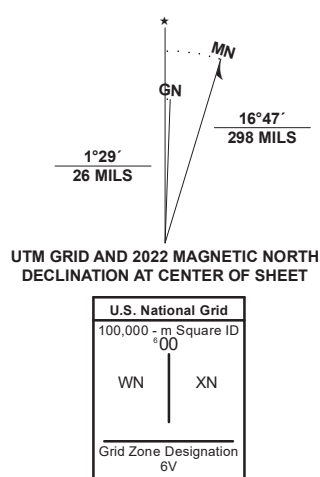 ★
MN
GN
16°47´
298 MILS
1°29´
26 MILS
UTM GRID AND 2022 MAGNETIC NORTH
DECLINATION AT CENTER OF SHEET
U.S. National Grid
100,000 - m Square ID
⁶00
WN XN
Grid Zone Designation
6V